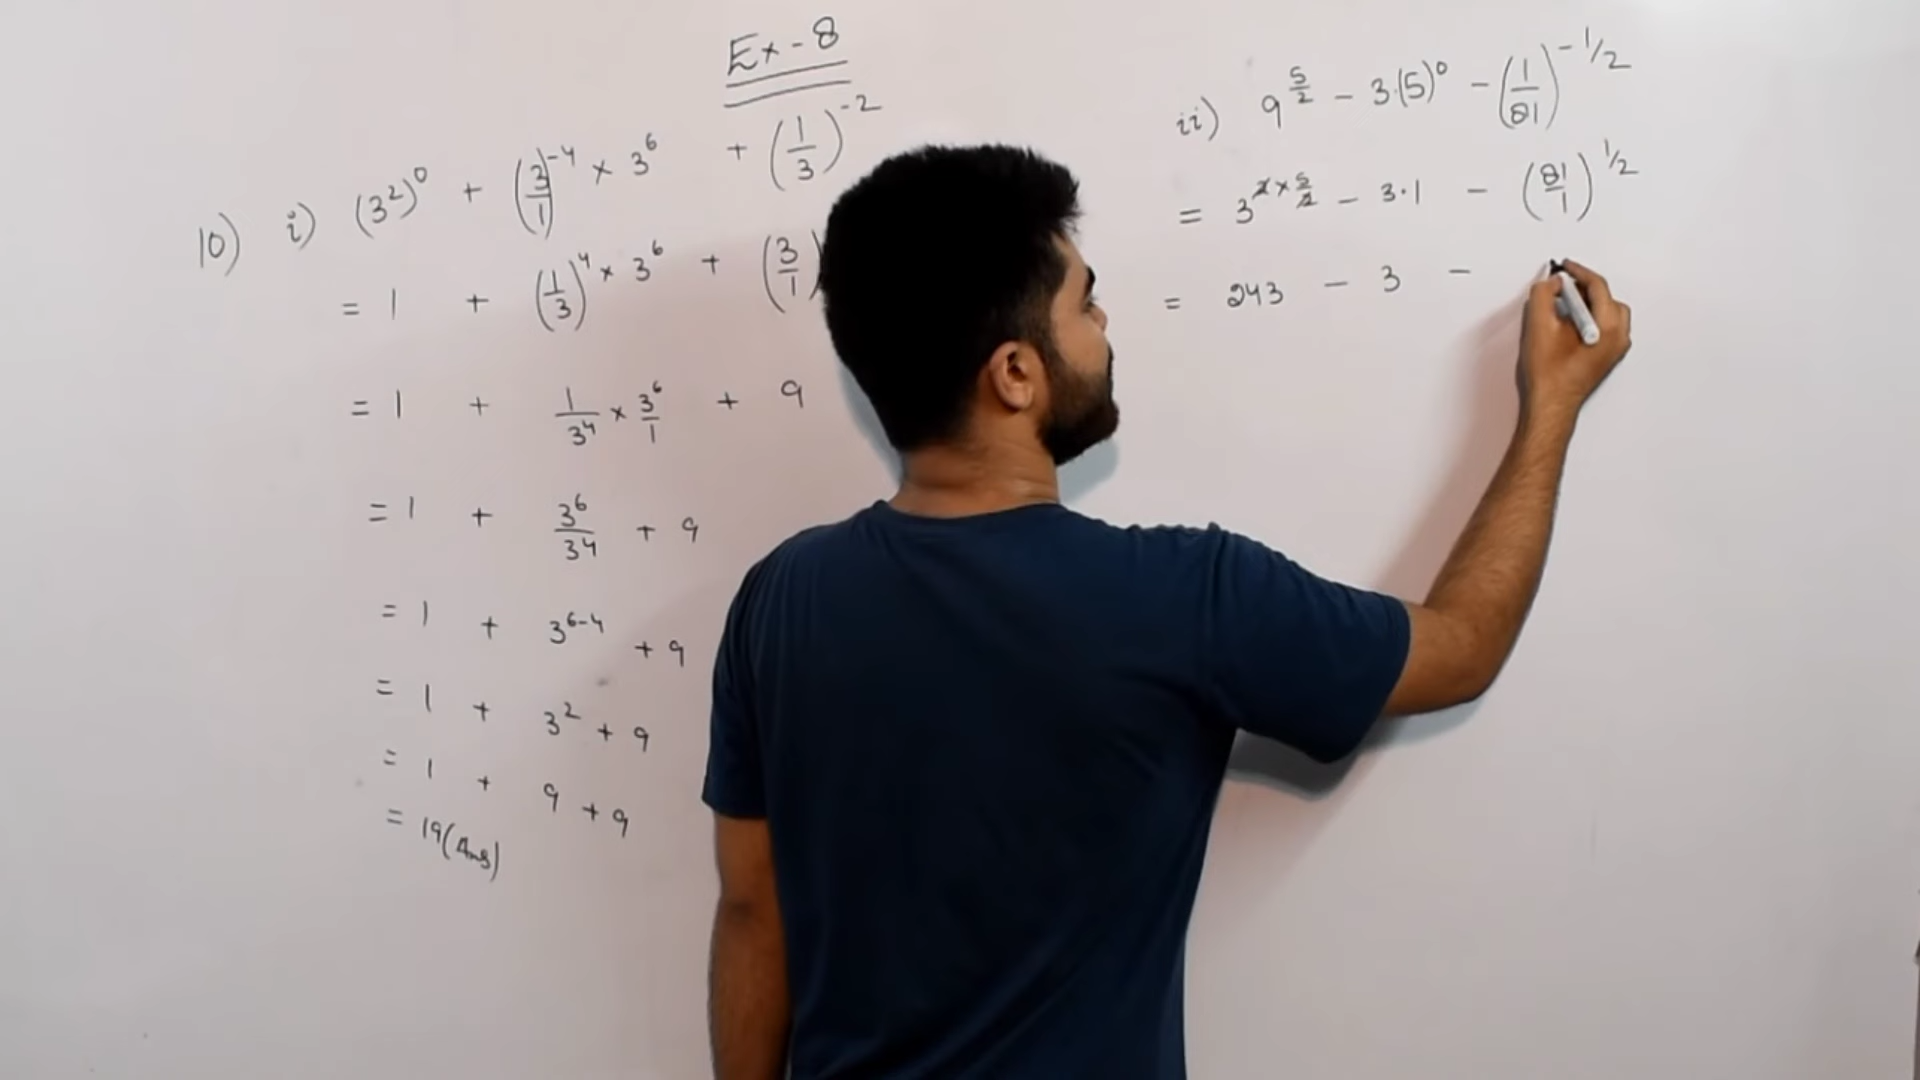 Ex - 8
10) i) (3²)⁰ + (3/1)⁻⁴ × 3⁶ + (1/3)⁻²
= 1 + (1/3)⁴ × 3⁶ + (3/1)
= 1 + 1/3⁴ × 3⁶/1 + 9
= 1 + 3⁶/3⁴ + 9
= 1 + 3⁶⁻⁴ + 9
= 1 + 3² + 9
= 1 + 9 + 9
= 19 (Ans)
ii) 9^(5/2) - 3·(5)⁰ - (1/81)^(-1/2)
= 3^(2×5/2) - 3·1 - (81/1)^(1/2)
= 243 - 3 -